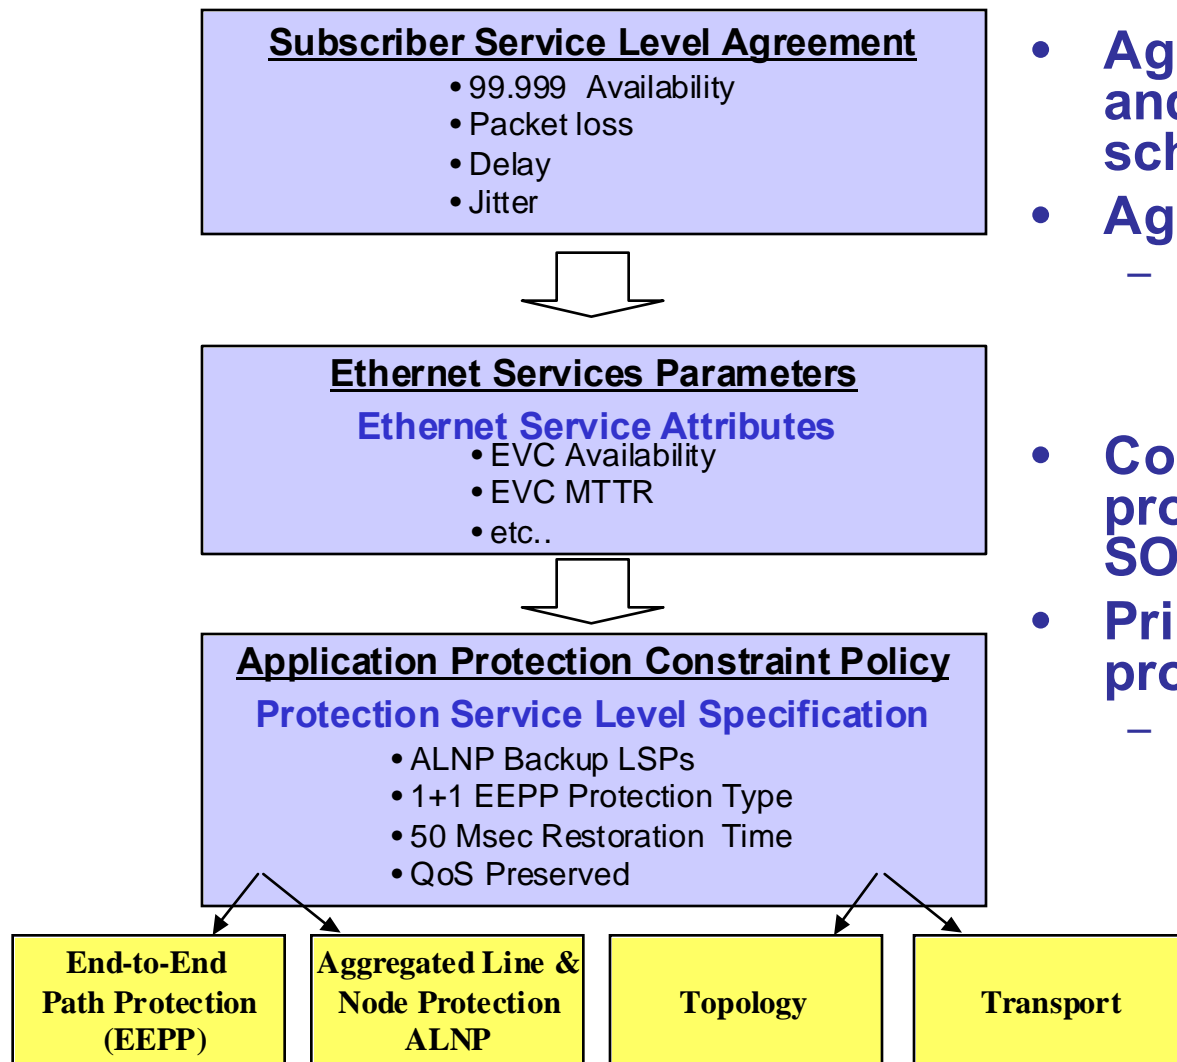 Subscriber Service Level Agreement
• 99.999 Availability
• Packet loss
• Delay
• Jitter
Ethernet Services Parameters
Ethernet Service Attributes
• EVC Availability
• EVC MTTR
• etc..
Application Protection Constraint Policy
Protection Service Level Specification
• ALNP Backup LSPs
• 1+1 EEPP Protection Type
• 50 Msec Restoration Time
• QoS Preserved
End-to-End
Path Protection
(EEPP)
Aggregated Line &
Node Protection
ALNP
Topology
Transport